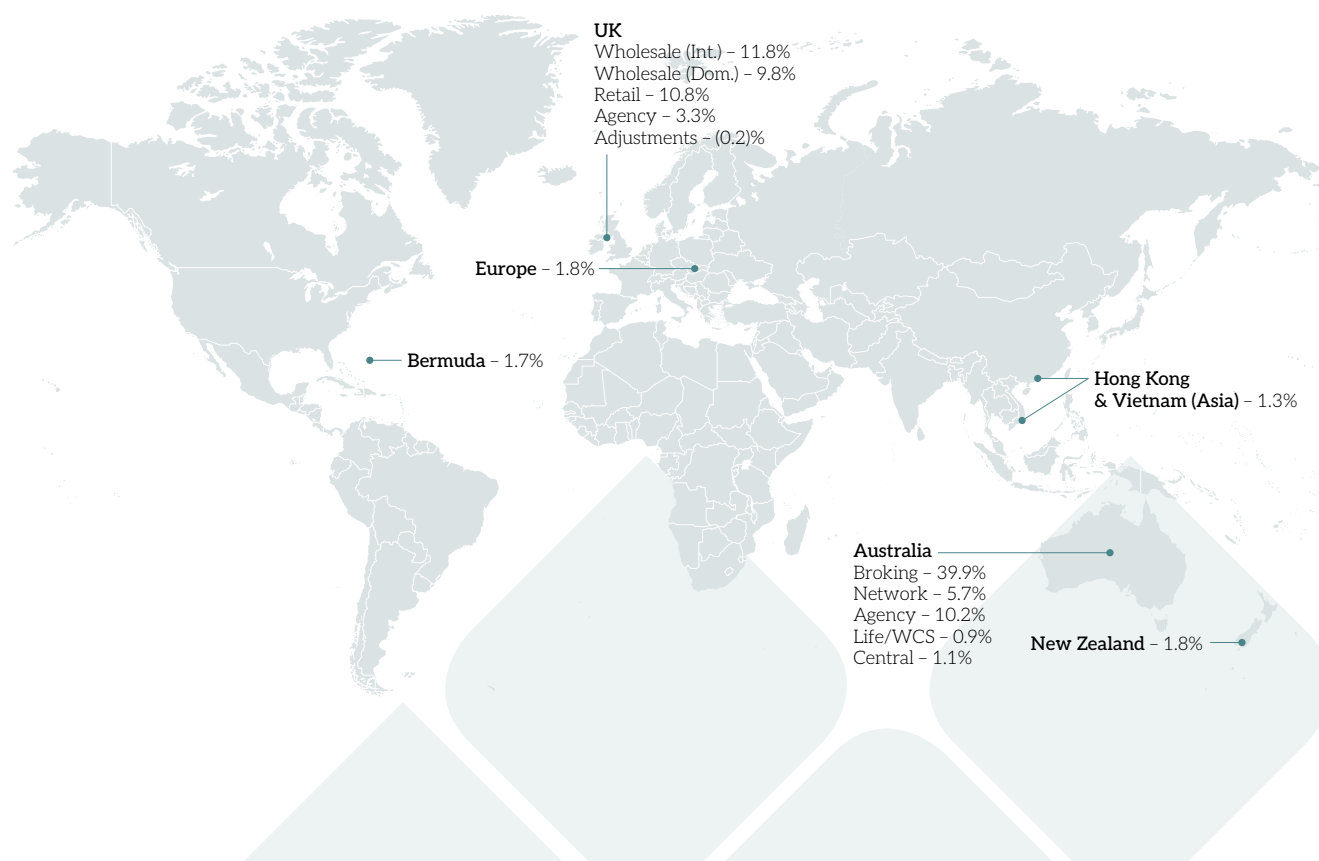 UK
Wholesale (Int.) – 11.8%
Wholesale (Dom.) – 9.8%
Retail – 10.8%
Agency – 3.3%
Adjustments – (0.2)%
Europe – 1.8%
Bermuda – 1.7%
Hong Kong
& Vietnam (Asia) – 1.3%
Australia
Broking – 39.9%
Network – 5.7%
Agency – 10.2%
Life/WCS – 0.9%
Central – 1.1%
New Zealand – 1.8%